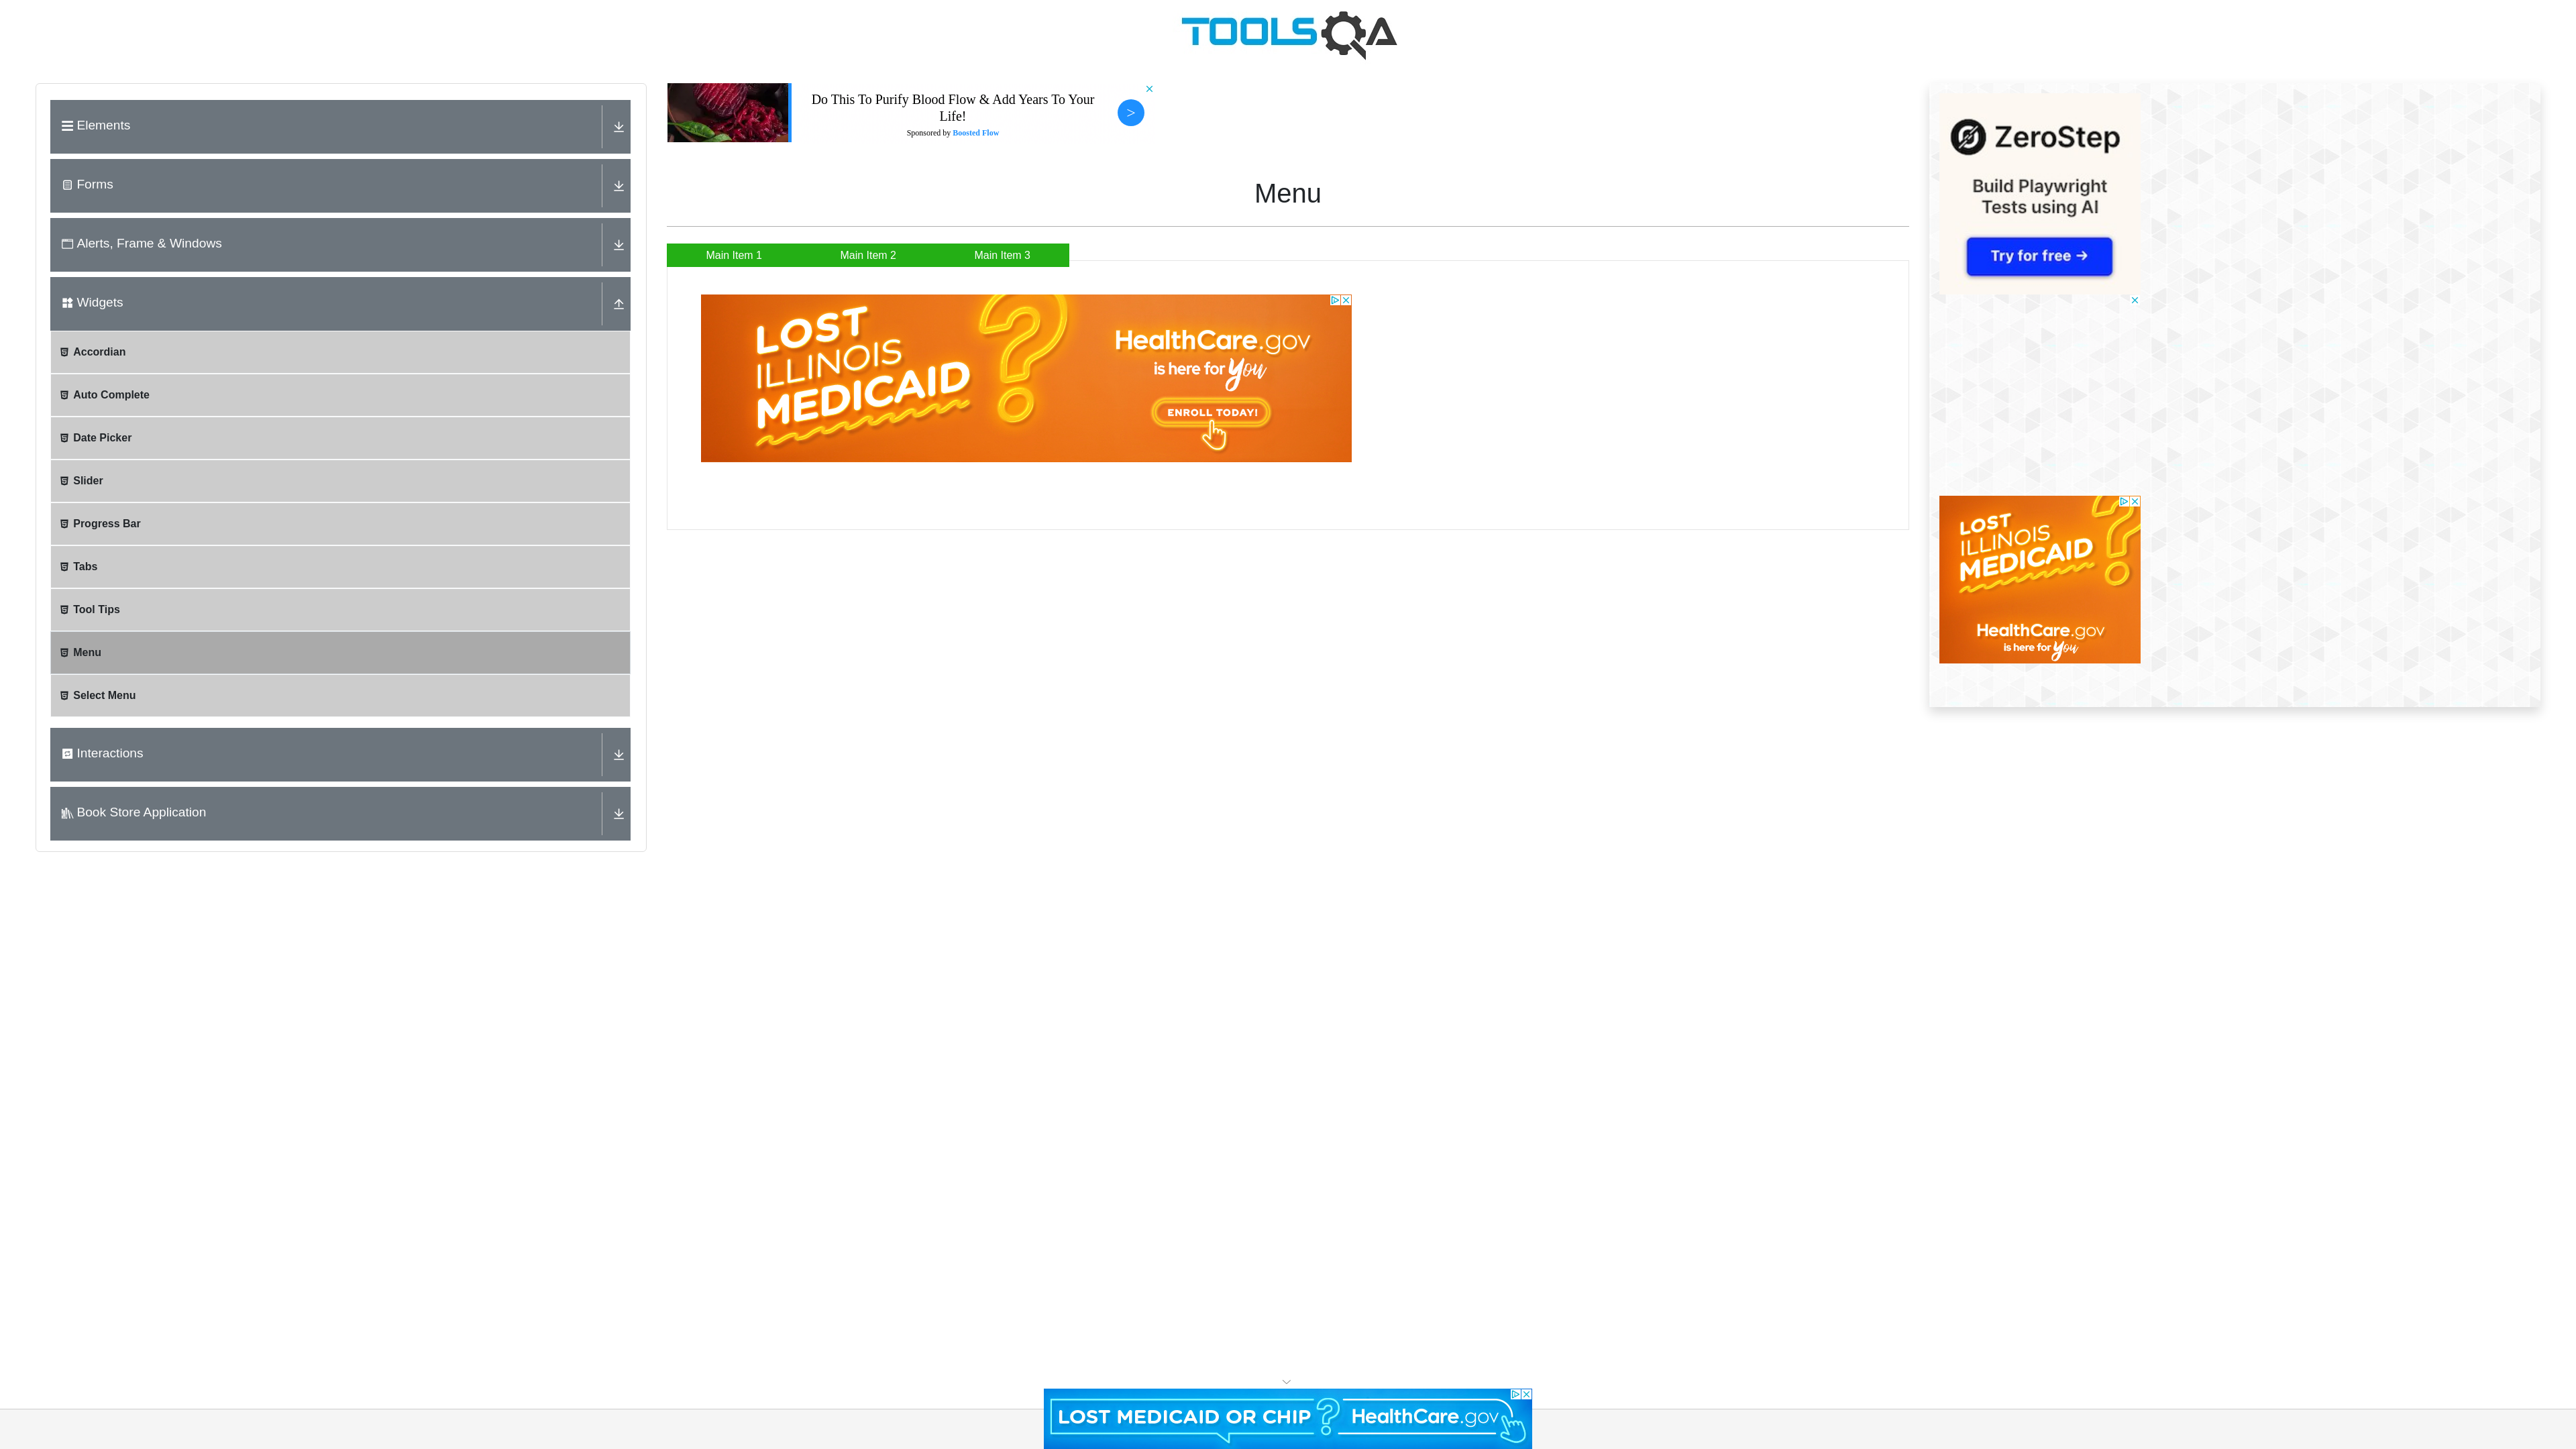 TOOLSQA
Elements
Forms
Alerts, Frame & Windows
Widgets
Accordian
Auto Complete
Date Picker
Slider
Progress Bar
Tabs
Tool Tips
Menu
Select Menu
Interactions
Book Store Application
Do This To Purify Blood Flow & Add Years To Your
Life!
Sponsored by Boosted Flow
>
Menu
Main Item 1 Main Item 2 Main Item 3
LOST
ILLINOIS
MEDICAID
?
HealthCare.gov
is here for You
ENROLL TODAY!
ZeroStep
Build Playwright
Tests using AI
Try for free →
LOST
ILLINOIS
MEDICAID
?
HealthCare.gov
is here for You
LOST MEDICAID OR CHIP ? HealthCare.gov